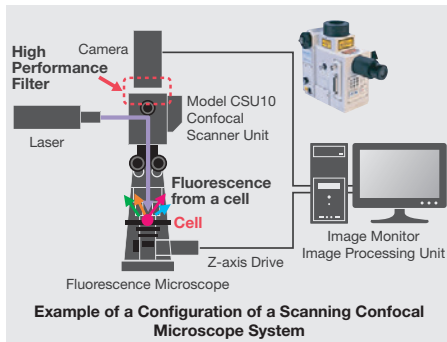 Camera
High
Performance
Filter
Model CSU10
Confocal
Scanner Unit
Laser
Fluorescence
from a cell
Cell
Z-axis Drive
Image Monitor
Image Processing Unit
Fluorescence Microscope
Example of a Configuration of a Scanning Confocal
Microscope System